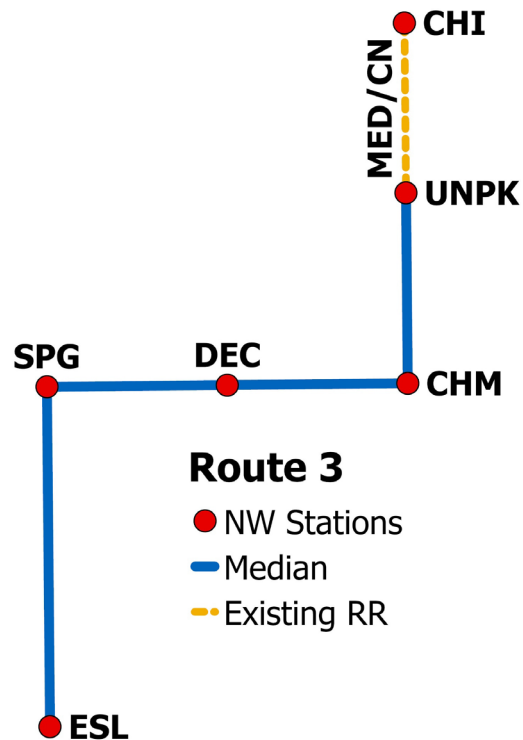 CHI
MED/CN
UNPK
SPG
DEC
CHM
Route 3
NW Stations
Median
Existing RR
ESL